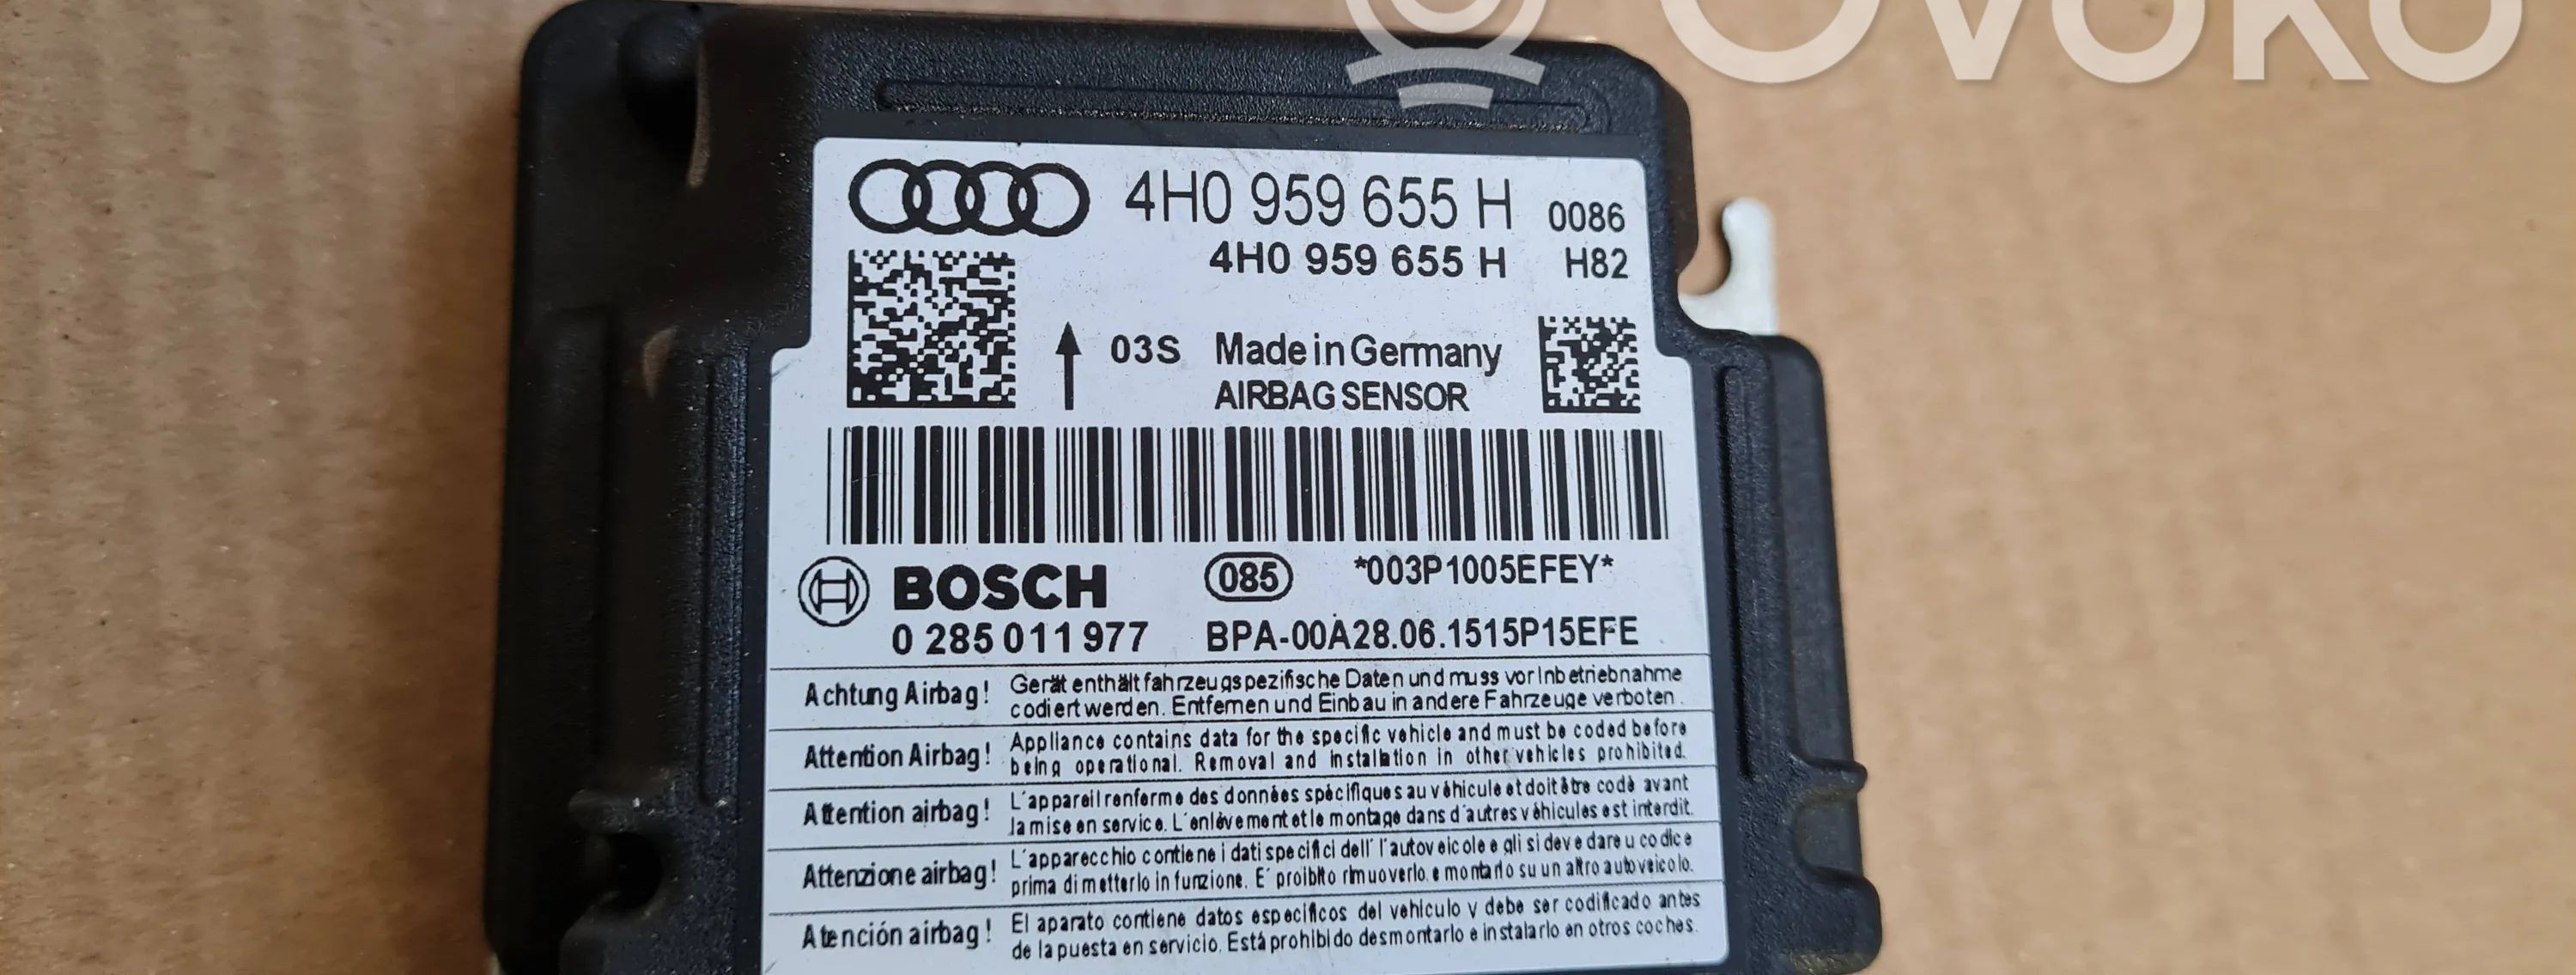 OVOKO
4H0 959 655 H 0086
4H0 959 655 H H82
03S Made in Germany
AIRBAG SENSOR
BOSCH 085 *003P1005EFEY*
0 285 011 977 BPA-00A28.06.1515P15EFE
Achtung Airbag! Gerät enthält fahrzeugspezifische Daten und muss vor Inbetriebnahme
codiert werden. Entfernen und Einbau in andere Fahrzeuge verboten.
Attention Airbag! Appliance contains data for the specific vehicle and must be coded before
being operational. Removal and installation in other vehicles prohibited.
Attention airbag! L'appareil renferme des données spécifiques au véhicule et doit être codé avant
la mise en service. L'enlèvement et le montage dans d'autres véhicules est interdit.
Attenzione airbag! L'apparecchio contiene i dati specifici dell' l'autoveicolo e gli si deve dare u codice
prima di metterlo in funzione. E' proibito rimuoverlo e montarlo su un altro autoveicolo.
Atención airbag! El aparato contiene datos especificos del vehículo y debe ser codificado antes
de la puesta en servicio. Está prohibido desmontarlo e instalarlo en otros coches.